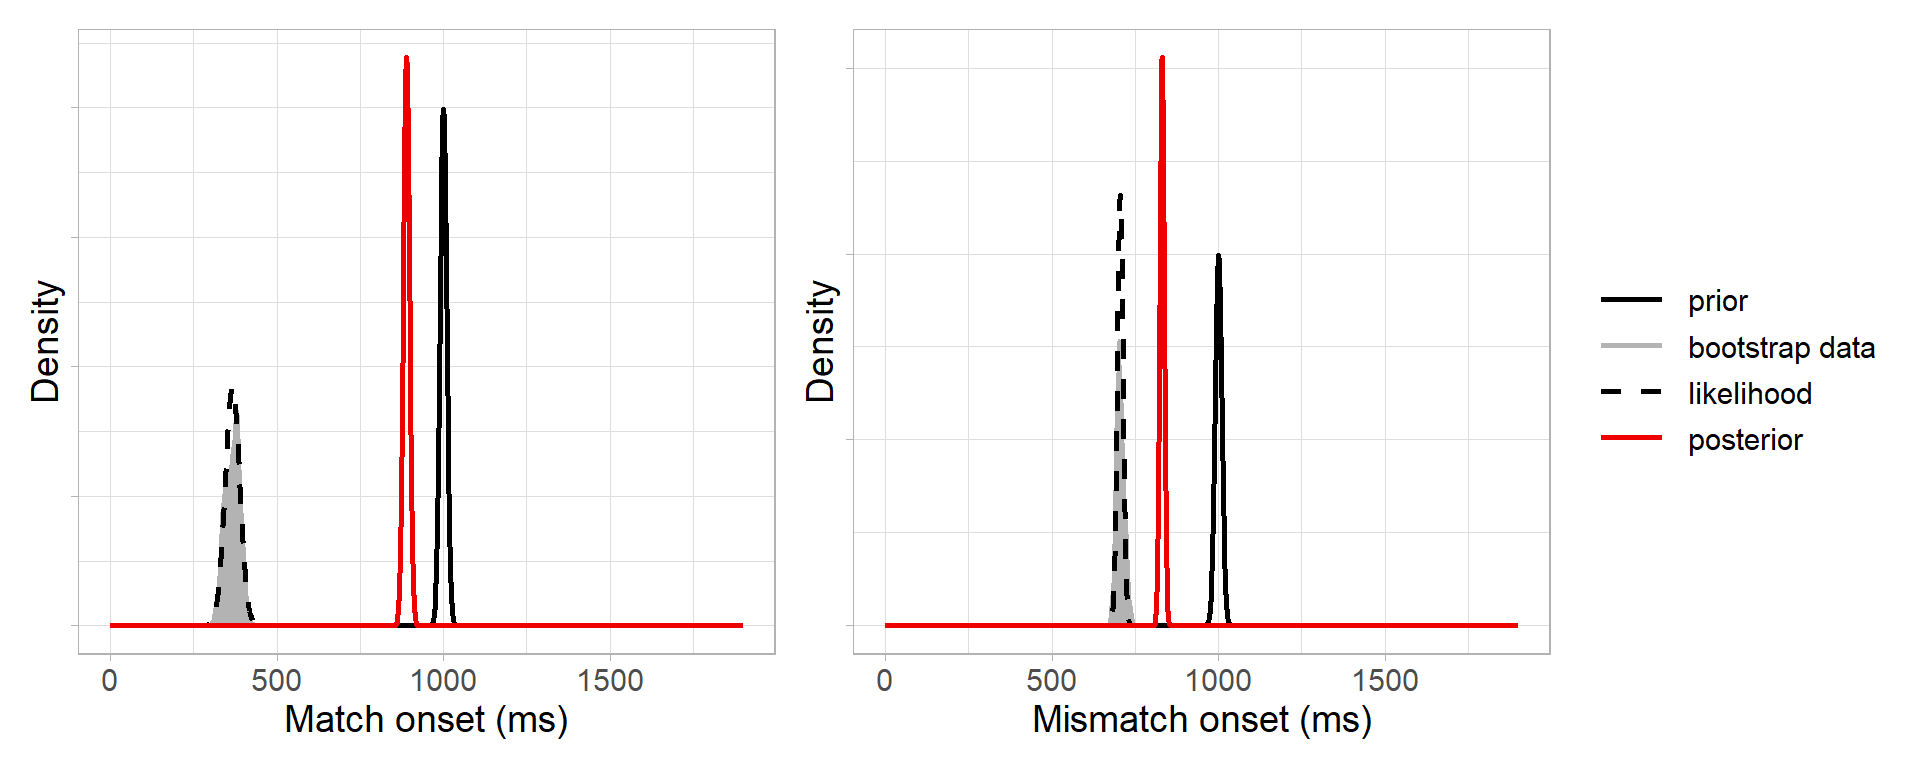 Density
0 500 1000 1500
Match onset (ms)
Density
0 500 1000 1500
Mismatch onset (ms)
prior
bootstrap data
likelihood
posterior